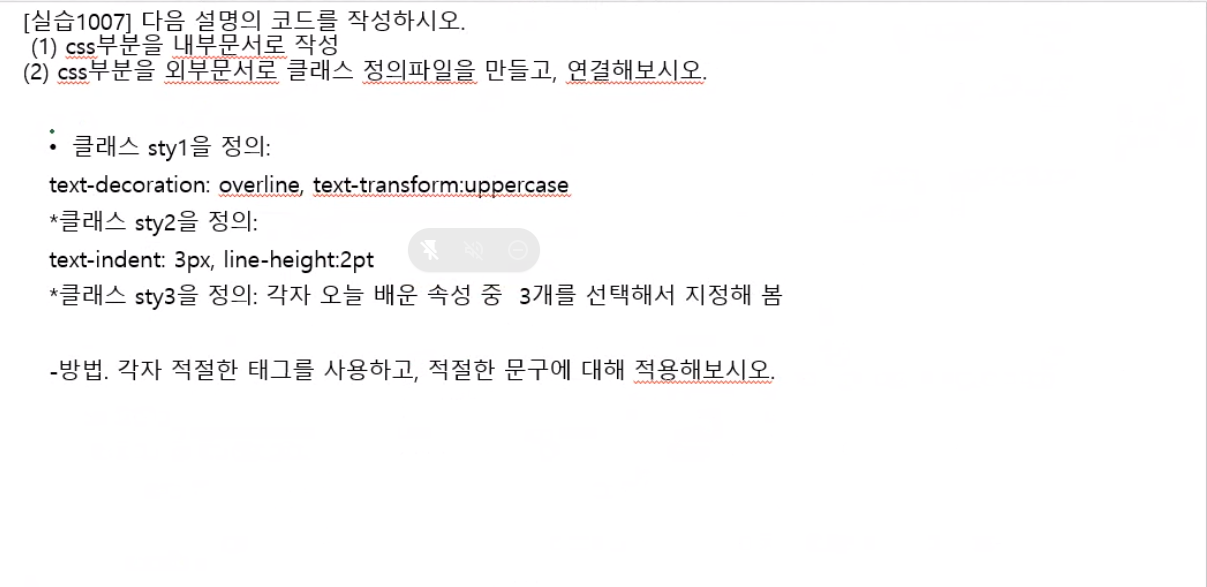 [실습1007] 다음 설명의 코드를 작성하시오.
(1) css부분을 내부문서로 작성
(2) css부분을 외부문서로 클래스 정의파일을 만들고, 연결해보시오.
• 클래스 sty1을 정의:
text-decoration: overline, text-transform:uppercase
*클래스 sty2을 정의:
text-indent: 3px, line-height:2pt
*클래스 sty3을 정의: 각자 오늘 배운 속성 중 3개를 선택해서 지정해 봄
-방법. 각자 적절한 태그를 사용하고, 적절한 문구에 대해 적용해보시오.